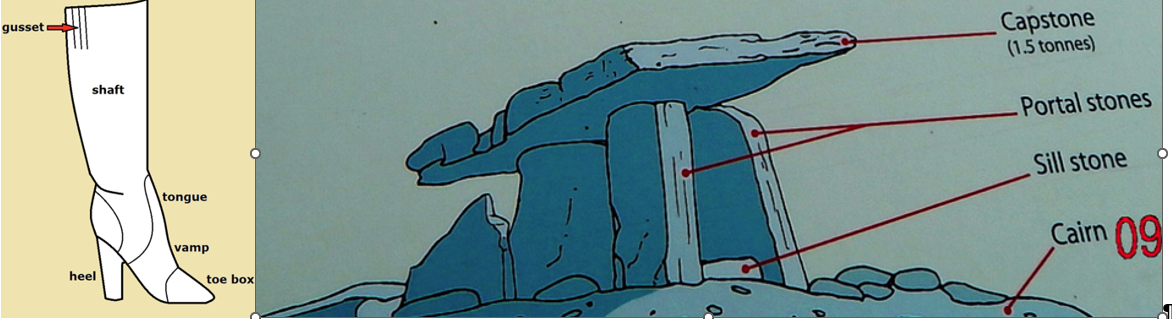 gusset
shaft
tongue
vamp
heel
toe box
Capstone
(1.5 tonnes)
Portal stones
Sill stone
Cairn
09
¶